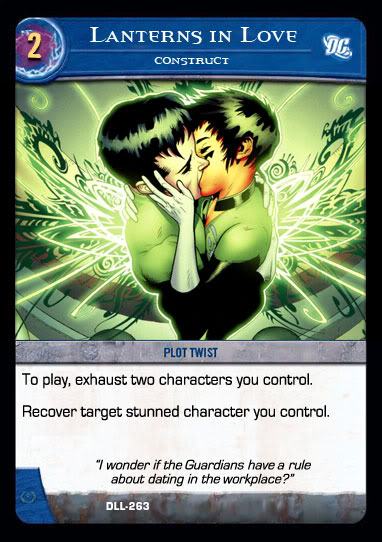 2
LANTERNS IN LOVE
CONSTRUCT
DC
PLOT TWIST
To play, exhaust two characters you control.
Recover target stunned character you control.
“I wonder if the Guardians have a rule
about dating in the workplace?”
DLL-263